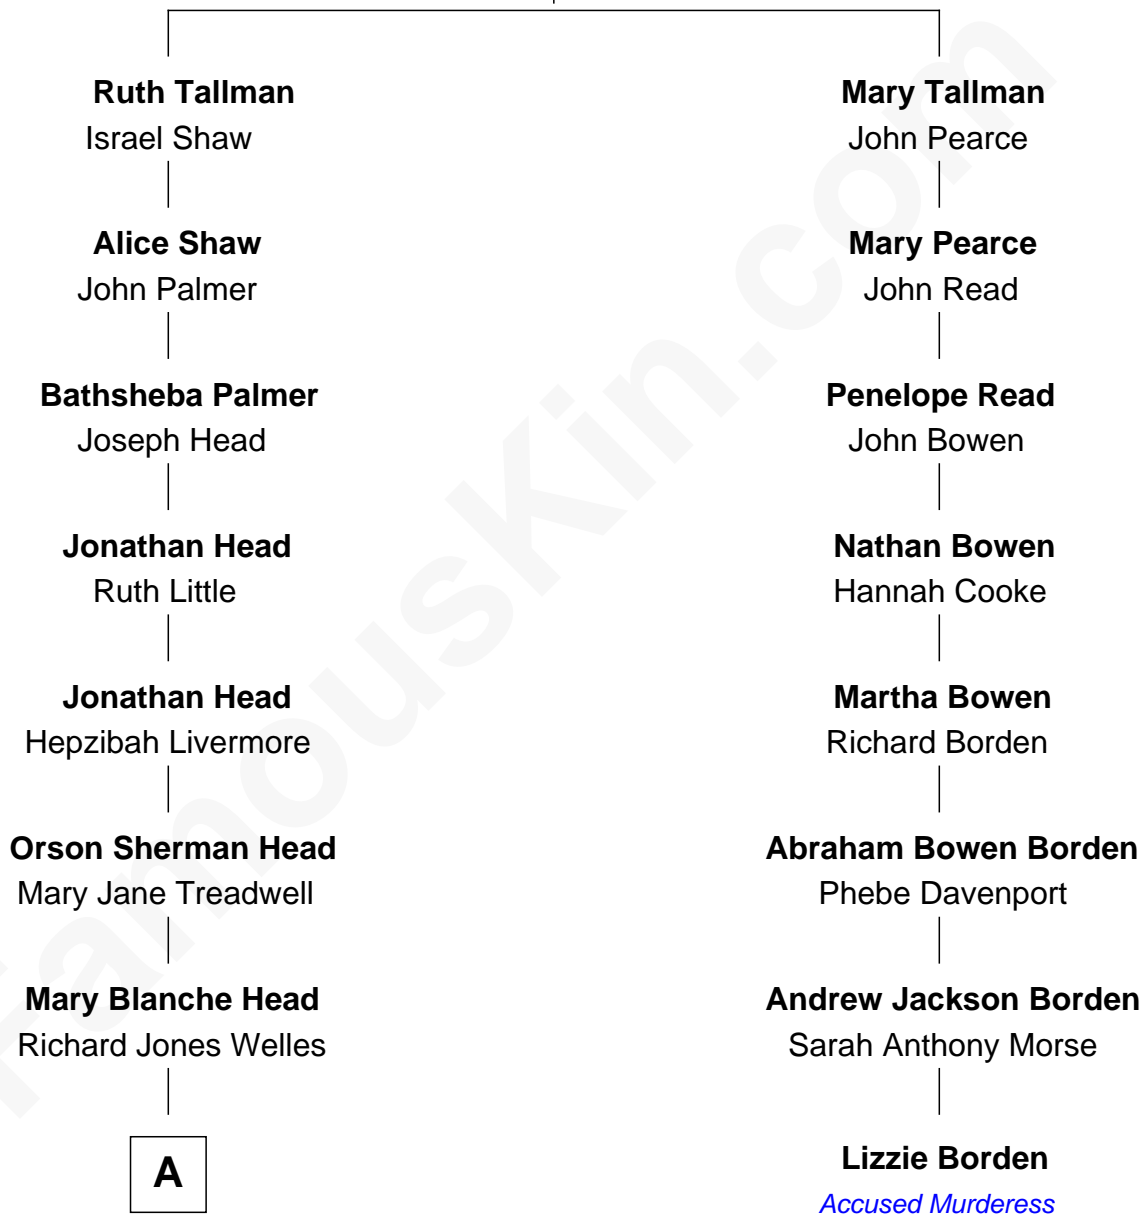 Ruth Tallman
Israel Shaw
Alice Shaw
John Palmer
Bathsheba Palmer
Joseph Head
Jonathan Head
Ruth Little
Jonathan Head
Hepzibah Livermore
Orson Sherman Head
Mary Jane Treadwell
Mary Blanche Head
Richard Jones Welles
A
Mary Tallman
John Pearce
Mary Pearce
John Read
Penelope Read
John Bowen
Nathan Bowen
Hannah Cooke
Martha Bowen
Richard Borden
Abraham Bowen Borden
Phebe Davenport
Andrew Jackson Borden
Sarah Anthony Morse
Lizzie Borden
Accused Murderess
FamousKin.com